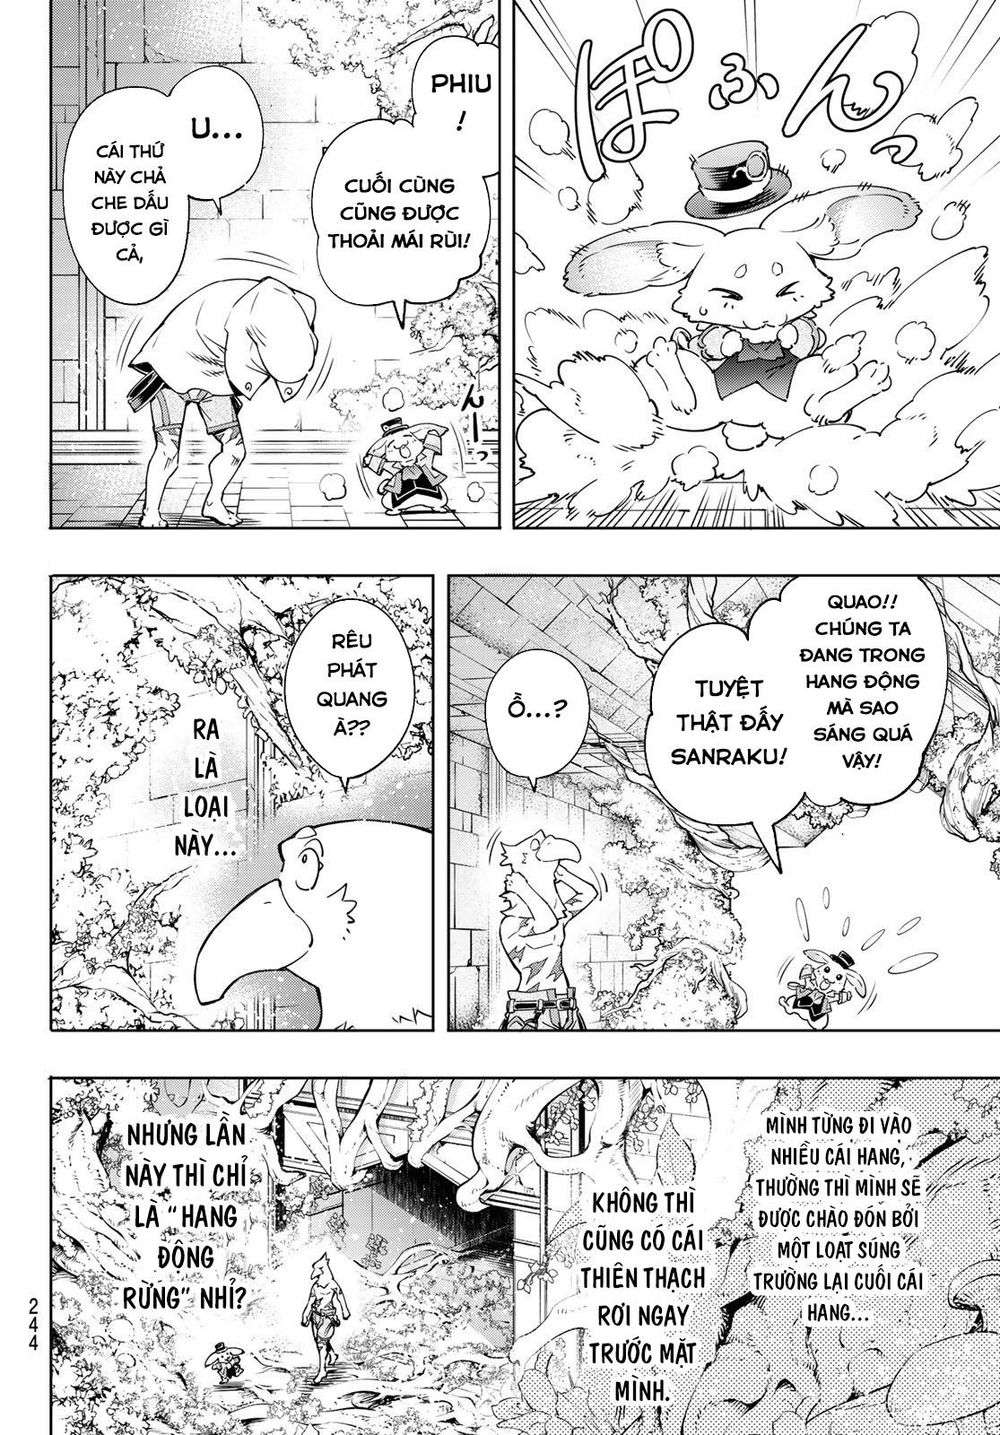 ぽふん
PHIU
!
CUỐI CÙNG
CŨNG ĐƯỢC
THOẢI MÁI RÙI!
ん〜っ
U...
CÁI THỨ
NÀY CHẢ
CHE DẤU
ĐƯỢC GÌ
CẢ,
QUAO!!
CHÚNG TA
ĐANG TRONG
HANG ĐỘNG
MÀ SAO
SÁNG QUÁ
VẬY!
TUYỆT
THẬT ĐẤY
SANRAKU!
Ồ...?
RÊU
PHÁT
QUANG
À??
RA
LÀ
LOẠI
NÀY...
MÌNH TỪNG ĐI VÀO
NHIỀU CÁI HANG,
THƯỜNG THÌ MÌNH SẼ
ĐƯỢC CHÀO ĐÓN BỞI
MỘT LOẠT SÚNG
TRƯỜNG LẠI CUỐI CÁI
HANG...
KHÔNG THÌ
CŨNG CÓ CÁI
THIÊN THẠCH
RƠI NGAY
TRƯỚC MẶT
MÌNH.
NHƯNG LẦN
NÀY THÌ CHỈ
LÀ "HANG
ĐỘNG
RỪNG" NHỈ?
244